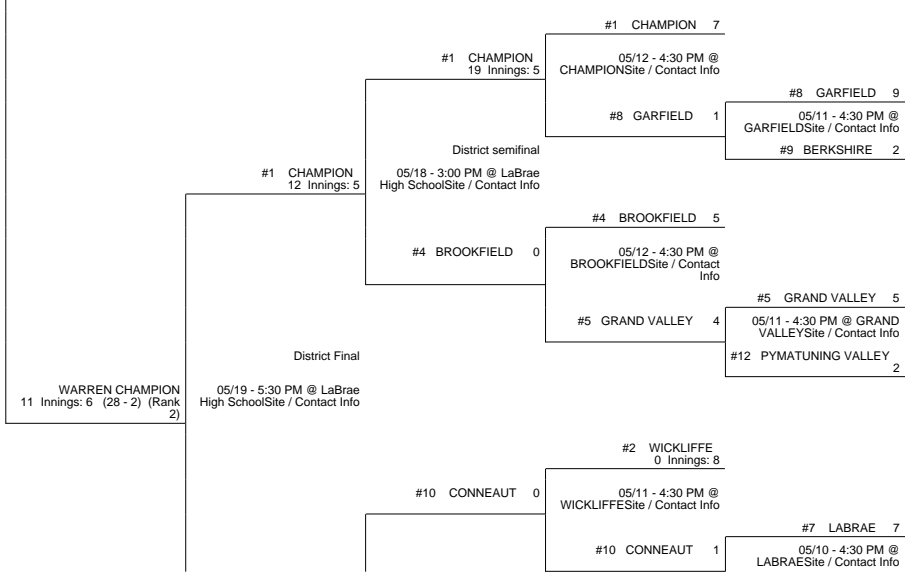 #1 CHAMPION 7
#1 CHAMPION
19 Innings: 5
05/12 - 4:30 PM @
CHAMPIONSite / Contact Info
#8 GARFIELD 9
#8 GARFIELD 1
05/11 - 4:30 PM @
GARFIELDSite / Contact Info
#9 BERKSHIRE 2
District semifinal
#1 CHAMPION
12 Innings: 5
05/18 - 3:00 PM @ LaBrae
High SchoolSite / Contact Info
#4 BROOKFIELD 5
#4 BROOKFIELD 0
05/12 - 4:30 PM @
BROOKFIELDSite / Contact
Info
#5 GRAND VALLEY 5
#5 GRAND VALLEY 4
05/11 - 4:30 PM @ GRAND
VALLEYSite / Contact Info
#12 PYMATUNING VALLEY
2
District Final
WARREN CHAMPION
11 Innings: 6 (28 - 2) (Rank
2)
05/19 - 5:30 PM @ LaBrae
High SchoolSite / Contact Info
#2 WICKLIFFE
0 Innings: 8
#10 CONNEAUT 0
05/11 - 4:30 PM @
WICKLIFFESite / Contact Info
#7 LABRAE 7
#10 CONNEAUT 1
05/10 - 4:30 PM @
LABRAESite / Contact Info